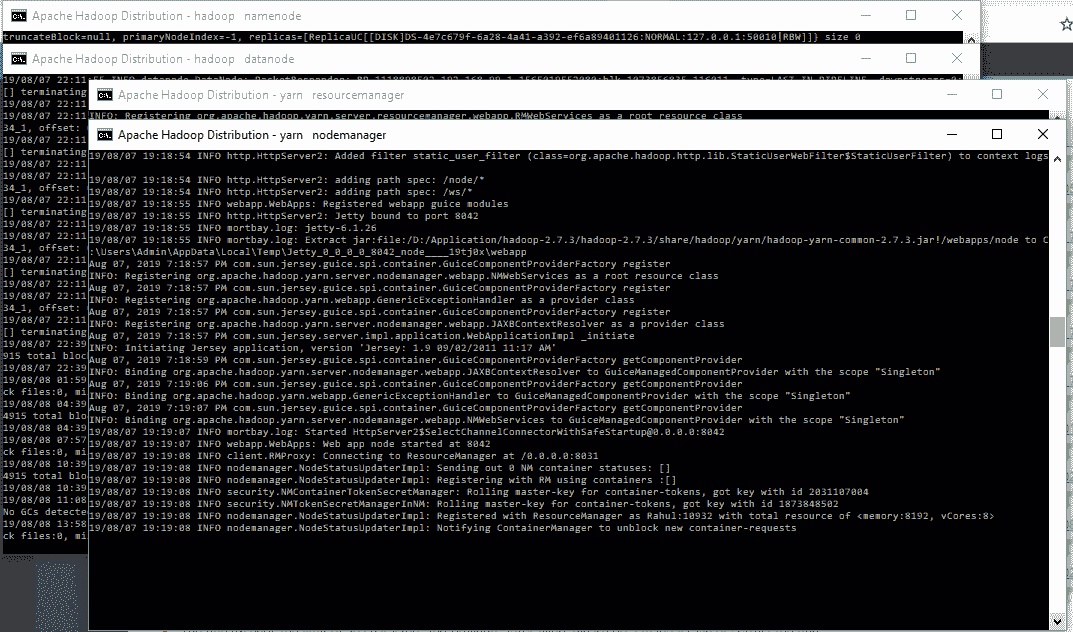 Apache Hadoop Distribution - hadoop   namenode
truncateBlock=null, primaryNodeIndex=-1, replicas=[ReplicaUC[[DISK]DS-4e7c679f-6a28-4a41-a392-ef6a89401126:NORMAL:127.0.0.1:50010|RBW]]} size 0
Apache Hadoop Distribution - hadoop   datanode
19/08/07 22:11
[] terminating
19/08/07 22:11
34_1, offset:
19/08/07 22:11
[] terminating
19/08/07 22:11
34_1, offset:
19/08/07 22:11
[] terminating
19/08/07 22:11
34_1, offset:
19/08/07 22:11
[] terminating
19/08/07 22:11
34_1, offset:
19/08/07 22:11
[] terminating
19/08/07 22:39
915 total bloc
19/08/07 22:39
19/08/08 01:59
ck files:0, mi
19/08/08 04:39
4915 total blo
19/08/08 04:39
19/08/08 07:57
ck files:0, mi
19/08/08 10:39
4915 total blo
19/08/08 10:39
19/08/08 11:08
No GCs detecte
19/08/08 13:58
ck files:0, mi
Apache Hadoop Distribution - yarn   resourcemanager
INFO: Registering org.apache.hadoop.yarn.server.resourcemanager.webapp.RMWebServices as a root resource class
Apache Hadoop Distribution - yarn   nodemanager
19/08/07 19:18:54 INFO http.HttpServer2: Added filter static_user_filter (class=org.apache.hadoop.http.lib.StaticUserWebFilter$StaticUserFilter) to context logs
19/08/07 19:18:54 INFO http.HttpServer2: adding path spec: /node/*
19/08/07 19:18:54 INFO http.HttpServer2: adding path spec: /ws/*
19/08/07 19:18:55 INFO webapp.WebApps: Registered webapp guice modules
19/08/07 19:18:55 INFO http.HttpServer2: Jetty bound to port 8042
19/08/07 19:18:55 INFO mortbay.log: jetty-6.1.26
19/08/07 19:18:55 INFO mortbay.log: Extract jar:file:/D:/Application/hadoop-2.7.3/hadoop-2.7.3/share/hadoop/yarn/hadoop-yarn-common-2.7.3.jar!/webapps/node to C
:\Users\Admin\AppData\Local\Temp\Jetty_0_0_0_0_8042_node____19tj0x\webapp
Aug 07, 2019 7:18:57 PM com.sun.jersey.guice.spi.container.GuiceComponentProviderFactory register
INFO: Registering org.apache.hadoop.yarn.server.nodemanager.webapp.NMWebServices as a root resource class
Aug 07, 2019 7:18:57 PM com.sun.jersey.guice.spi.container.GuiceComponentProviderFactory register
INFO: Registering org.apache.hadoop.yarn.webapp.GenericExceptionHandler as a provider class
Aug 07, 2019 7:18:57 PM com.sun.jersey.guice.spi.container.GuiceComponentProviderFactory register
INFO: Registering org.apache.hadoop.yarn.server.nodemanager.webapp.JAXBContextResolver as a provider class
Aug 07, 2019 7:18:57 PM com.sun.jersey.server.impl.application.WebApplicationImpl _initiate
INFO: Initiating Jersey application, version 'Jersey: 1.9 09/02/2011 11:17 AM'
Aug 07, 2019 7:18:59 PM com.sun.jersey.guice.spi.container.GuiceComponentProviderFactory getComponentProvider
INFO: Binding org.apache.hadoop.yarn.server.nodemanager.webapp.JAXBContextResolver to GuiceManagedComponentProvider with the scope "Singleton"
Aug 07, 2019 7:19:06 PM com.sun.jersey.guice.spi.container.GuiceComponentProviderFactory getComponentProvider
INFO: Binding org.apache.hadoop.yarn.webapp.GenericExceptionHandler to GuiceManagedComponentProvider with the scope "Singleton"
Aug 07, 2019 7:19:07 PM com.sun.jersey.guice.spi.container.GuiceComponentProviderFactory getComponentProvider
INFO: Binding org.apache.hadoop.yarn.server.nodemanager.webapp.NMWebServices to GuiceManagedComponentProvider with the scope "Singleton"
19/08/07 19:19:07 INFO mortbay.log: Started HttpServer2$SelectChannelConnectorWithSafeStartup@0.0.0.0:8042
19/08/07 19:19:07 INFO webapp.WebApps: Web app node started at 8042
19/08/07 19:19:08 INFO client.RMProxy: Connecting to ResourceManager at /0.0.0.0:8031
19/08/07 19:19:08 INFO nodemanager.NodeStatusUpdaterImpl: Sending out 0 NM container statuses: []
19/08/07 19:19:08 INFO nodemanager.NodeStatusUpdaterImpl: Registering with RM using containers :[]
19/08/07 19:19:08 INFO security.NMContainerTokenSecretManager: Rolling master-key for container-tokens, got key with id 2031107004
19/08/07 19:19:08 INFO security.NMTokenSecretManagerInNM: Rolling master-key for container-tokens, got key with id 1873848502
19/08/07 19:19:08 INFO nodemanager.NodeStatusUpdaterImpl: Registered with ResourceManager as Rahul:10932 with total resource of <memory:8192, vCores:8>
19/08/07 19:19:08 INFO nodemanager.NodeStatusUpdaterImpl: Notifying ContainerManager to unblock new container-requests